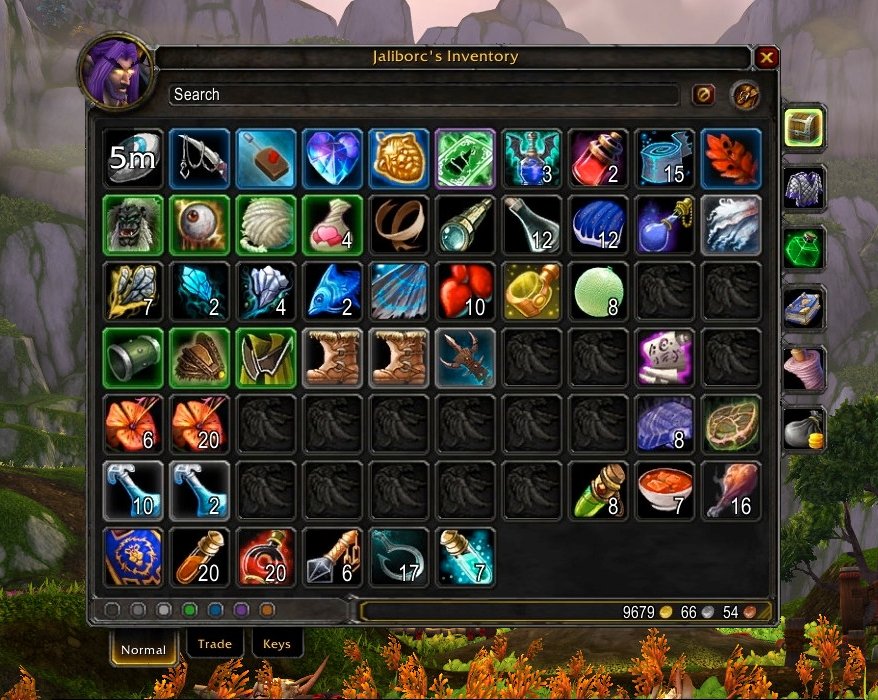 Jaliborc's Inventory
Search
5m 3 2 15
4 12 12
7 2 4 2 10 8
6 20 8
10 2 8 7 16
20 20 6 17 7
9679 66 54
Normal Trade Keys